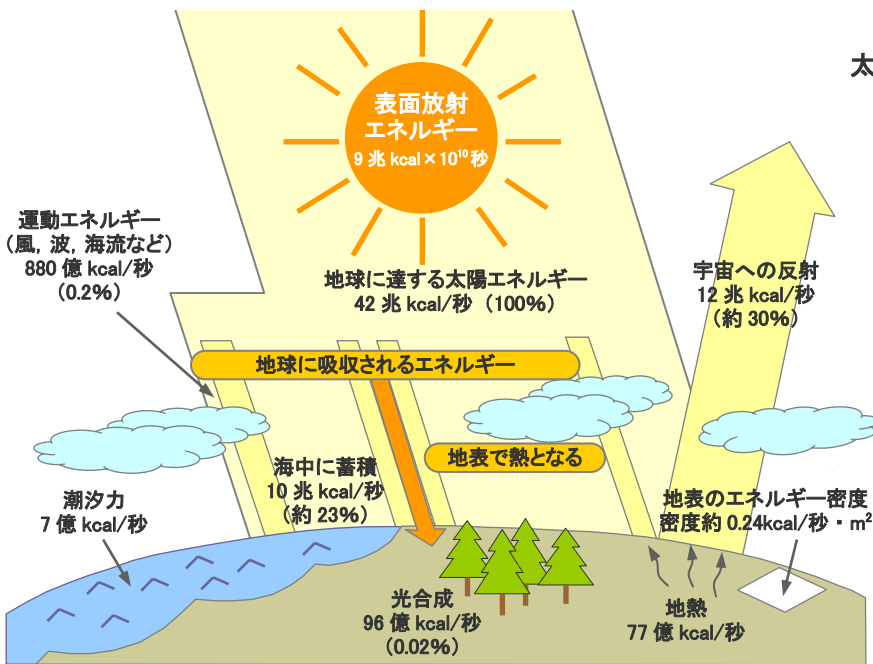 太
表面放射
エネルギー
9 兆 kcal×10¹⁰秒
運動エネルギー
（風，波，海流など）
880 億 kcal/秒
（0.2%）
地球に達する太陽エネルギー
42 兆 kcal/秒（100%）
宇宙への反射
12 兆 kcal/秒
（約 30%）
地球に吸収されるエネルギー
地表で熱となる
海中に蓄積
10 兆 kcal/秒
（約 23%）
潮汐力
7 億 kcal/秒
地表のエネルギー密度
密度約 0.24kcal/秒・m²
光合成
96 億 kcal/秒
（0.02%）
地熱
77 億 kcal/秒